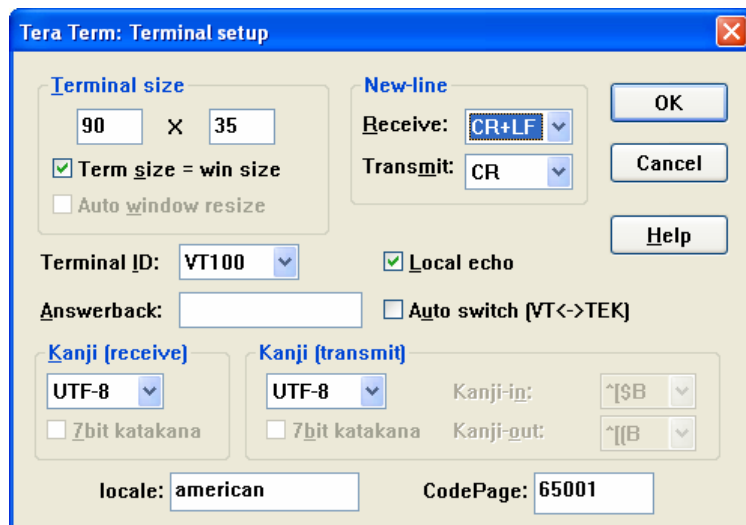 Tera Term: Terminal setup
Terminal size
90 X 35
Term size = win size
Auto window resize
New-line
Receive: CR+LF
Transmit: CR
OK
Cancel
Help
Terminal ID: VT100
Local echo
Answerback:
Auto switch (VT<->TEK)
Kanji (receive)
UTF-8
7bit katakana
Kanji (transmit)
UTF-8
7bit katakana
Kanji-in: ^[$B
Kanji-out: ^[(B
locale: american
CodePage: 65001